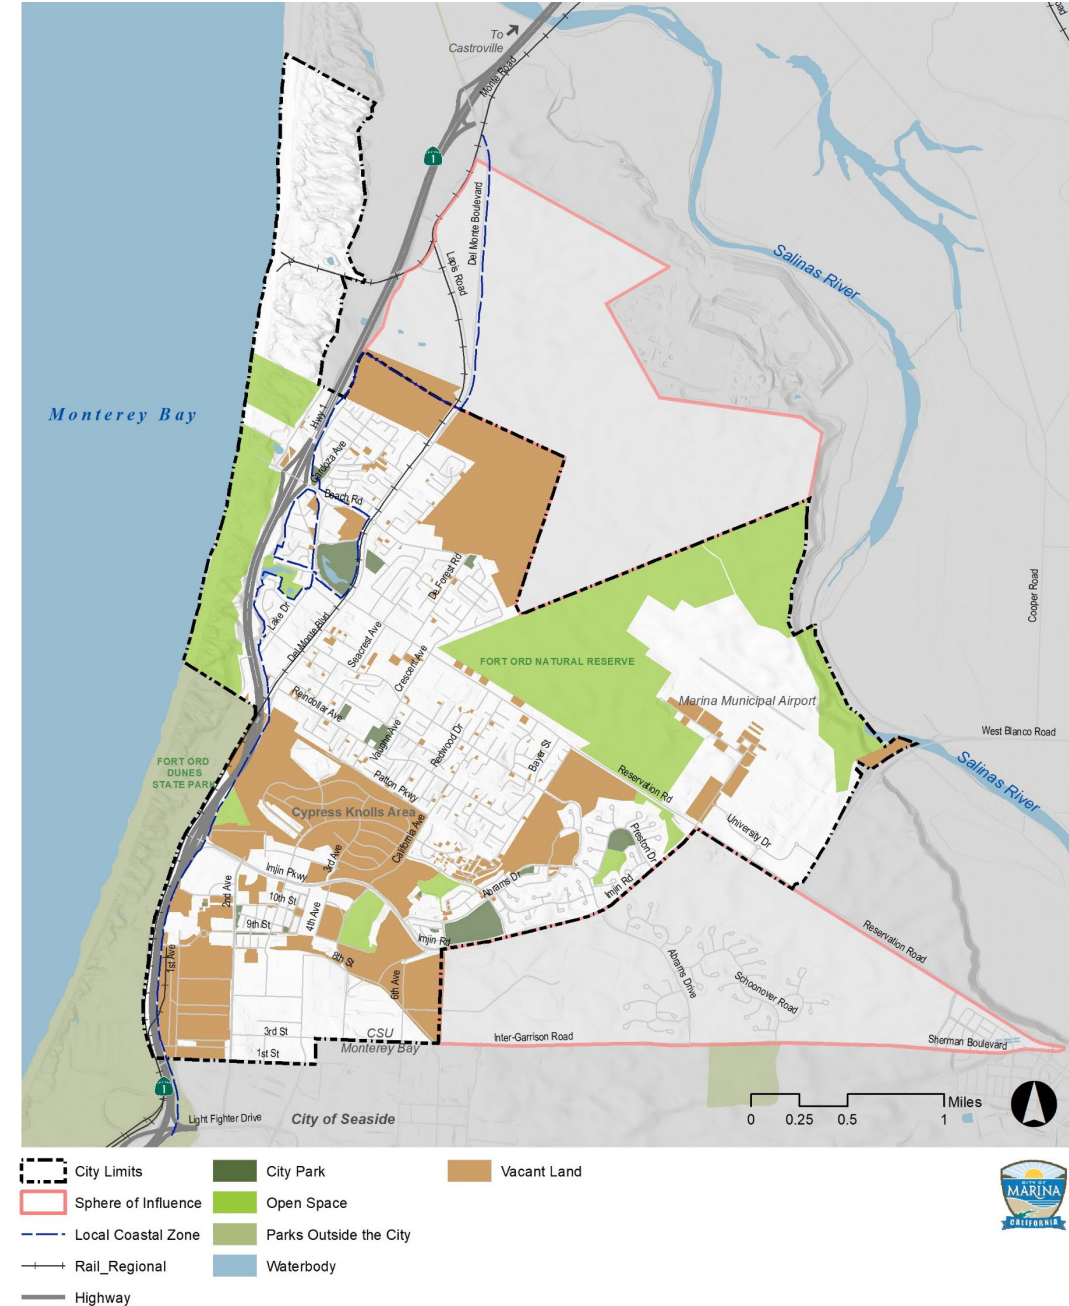 To
Castroville
Monte Road
1
Del Monte Boulevard
Lapis Road
Salinas River
Monterey Bay
Hwy 1
Cardoza Ave
Beach Rd
De Forest Rd
Cooper Road
Lake Dr
Del Monte Blvd
Seacrest Ave
Crescent Ave
FORT ORD NATURAL RESERVE
Marina Municipal Airport
Reindollar Ave
Vaughn Ave
Redwood Dr
Bayer St
West Blanco Road
FORT ORD
DUNES
STATE PARK
Patton Pkwy
Reservation Rd
Salinas River
Cypress Knolls Area
California Ave
University Dr
Preston Dr
3rd Ave
Imjin Pkwy
Abrams Dr
Imjin Rd
2nd Ave
10th St
9th St
4th Ave
Imjin Rd
8th St
1st Ave
6th Ave
Reservation Road
Abrams Drive
Schoonover Road
3rd St
1st St
CSU
Monterey Bay
Inter-Garrison Road
Sherman Boulevard
1
Light Fighter Drive
City of Seaside
Miles
0 0.25 0.5 1
City Limits
Sphere of Influence
Local Coastal Zone
Rail_Regional
Highway
City Park
Open Space
Parks Outside the City
Waterbody
Vacant Land
CITY OF
MARINA
CALIFORNIA